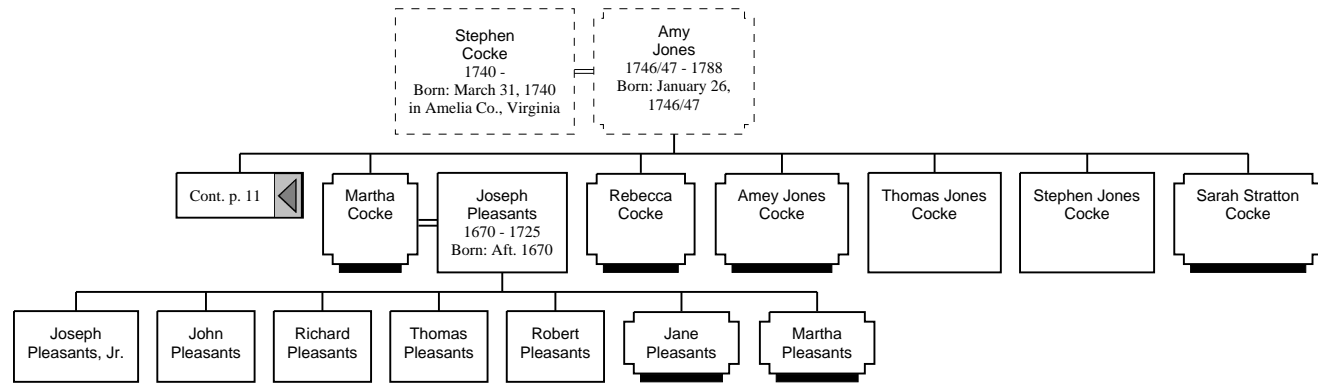 Stephen
Cocke
1740 -
Born: March 31, 1740
in Amelia Co., Virginia
Amy
Jones
1746/47 - 1788
Born: January 26,
1746/47
Cont. p. 11
Martha
Cocke
Joseph
Pleasants
1670 - 1725
Born: Aft. 1670
Rebecca
Cocke
Amey Jones
Cocke
Thomas Jones
Cocke
Stephen Jones
Cocke
Sarah Stratton
Cocke
Joseph
Pleasants, Jr.
John
Pleasants
Richard
Pleasants
Thomas
Pleasants
Robert
Pleasants
Jane
Pleasants
Martha
Pleasants